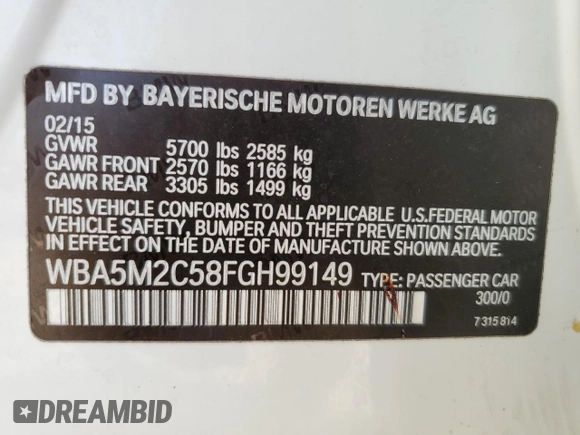 MFD BY BAYERISCHE MOTOREN WERKE AG
02/15
GVWR 5700 lbs 2585 kg
GAWR FRONT 2570 lbs 1166 kg
GAWR REAR 3305 lbs 1499 kg
THIS VEHICLE CONFORMS TO ALL APPLICABLE U.S.FEDERAL MOTOR
VEHICLE SAFETY, BUMPER AND THEFT PREVENTION STANDARDS
IN EFFECT ON THE DATE OF MANUFACTURE SHOWN ABOVE.
WBA5M2C58FGH99149 TYPE: PASSENGER CAR
300/0
7315814
DREAMBID